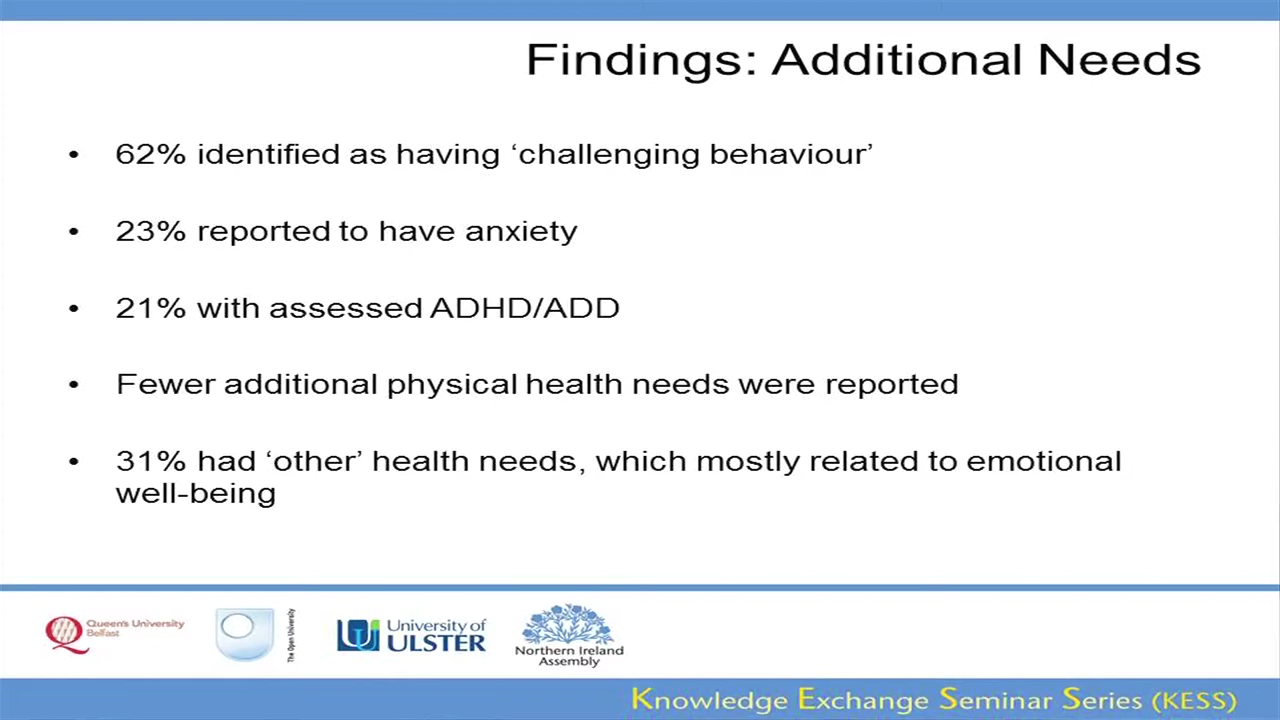 Findings: Additional Needs
• 62% identified as having ‘challenging behaviour’
• 23% reported to have anxiety
• 21% with assessed ADHD/ADD
• Fewer additional physical health needs were reported
• 31% had ‘other’ health needs, which mostly related to emotional
well-being
Queen's University
Belfast
The Open University
University of
ULSTER
Northern Ireland
Assembly
Knowledge Exchange Seminar Series (KESS)